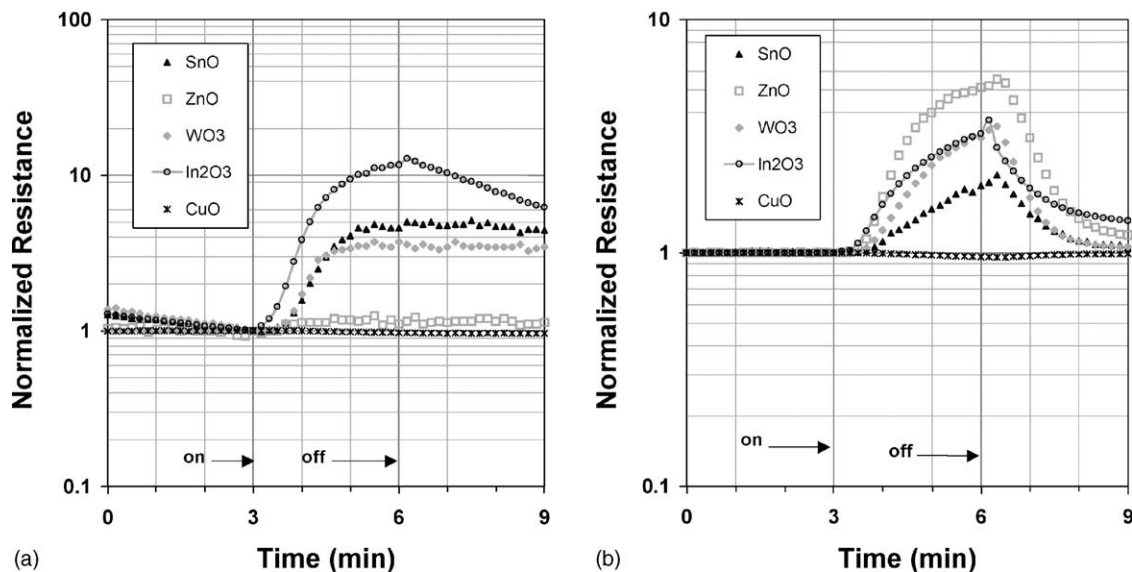 100
10
1
0.1
Normalized Resistance
SnO
ZnO
WO3
In2O3
CuO
on
off
0
3
6
9
Time (min)
(a)
10
1
0.1
Normalized Resistance
SnO
ZnO
WO3
In2O3
CuO
on
off
0
3
6
9
Time (min)
(b)